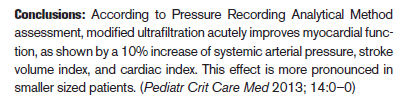 Conclusions: According to Pressure Recording Analytical Method
assessment, modified ultrafiltration acutely improves myocardial func-
tion, as shown by a 10% increase of systemic arterial pressure, stroke
volume index, and cardiac index. This effect is more pronounced in
smaller sized patients. (Pediatr Crit Care Med 2013; 14:0–0)